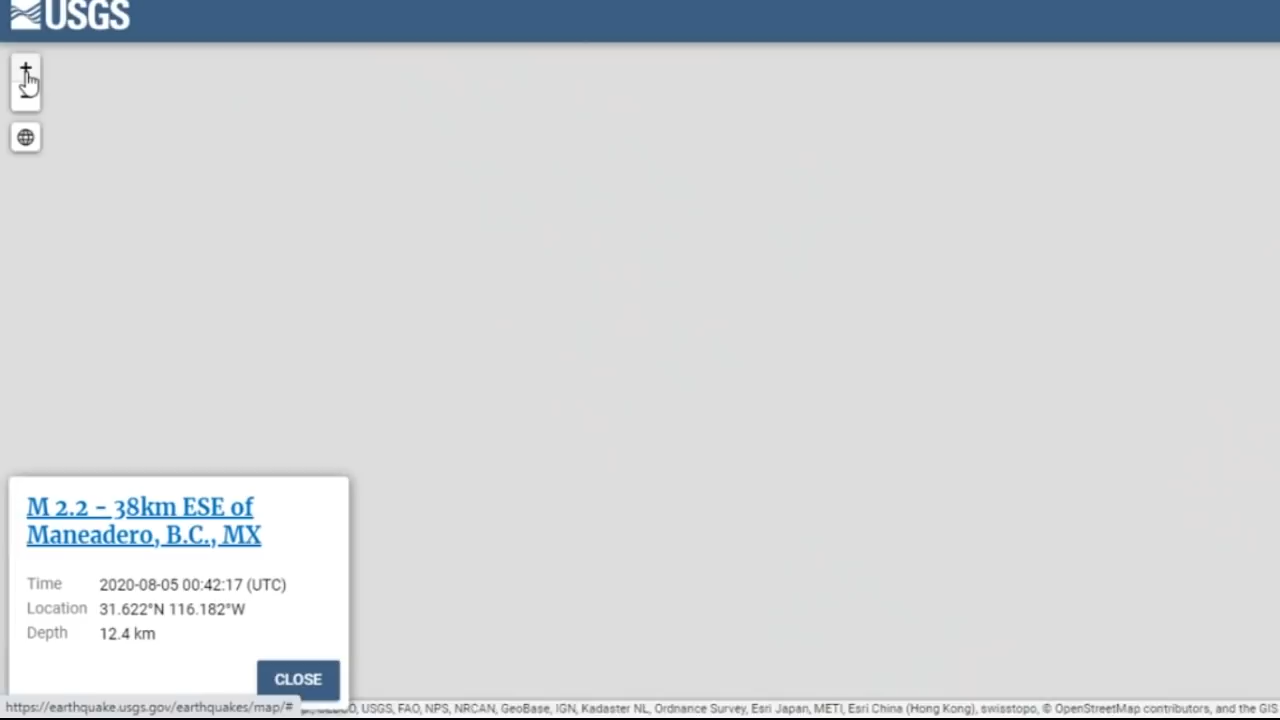 USGS
+
M 2.2 - 38km ESE of
Maneadero, B.C., MX
Time 2020-08-05 00:42:17 (UTC)
Location 31.622°N 116.182°W
Depth 12.4 km
CLOSE
https://earthquake.usgs.gov/earthquakes/map/#
USGS, FAO, NPS, NRCAN, GeoBase, IGN, Kadaster NL, Ordnance Survey, Esri Japan, METI, Esri China (Hong Kong), swisstopo, © OpenStreetMap contributors, and the GIS